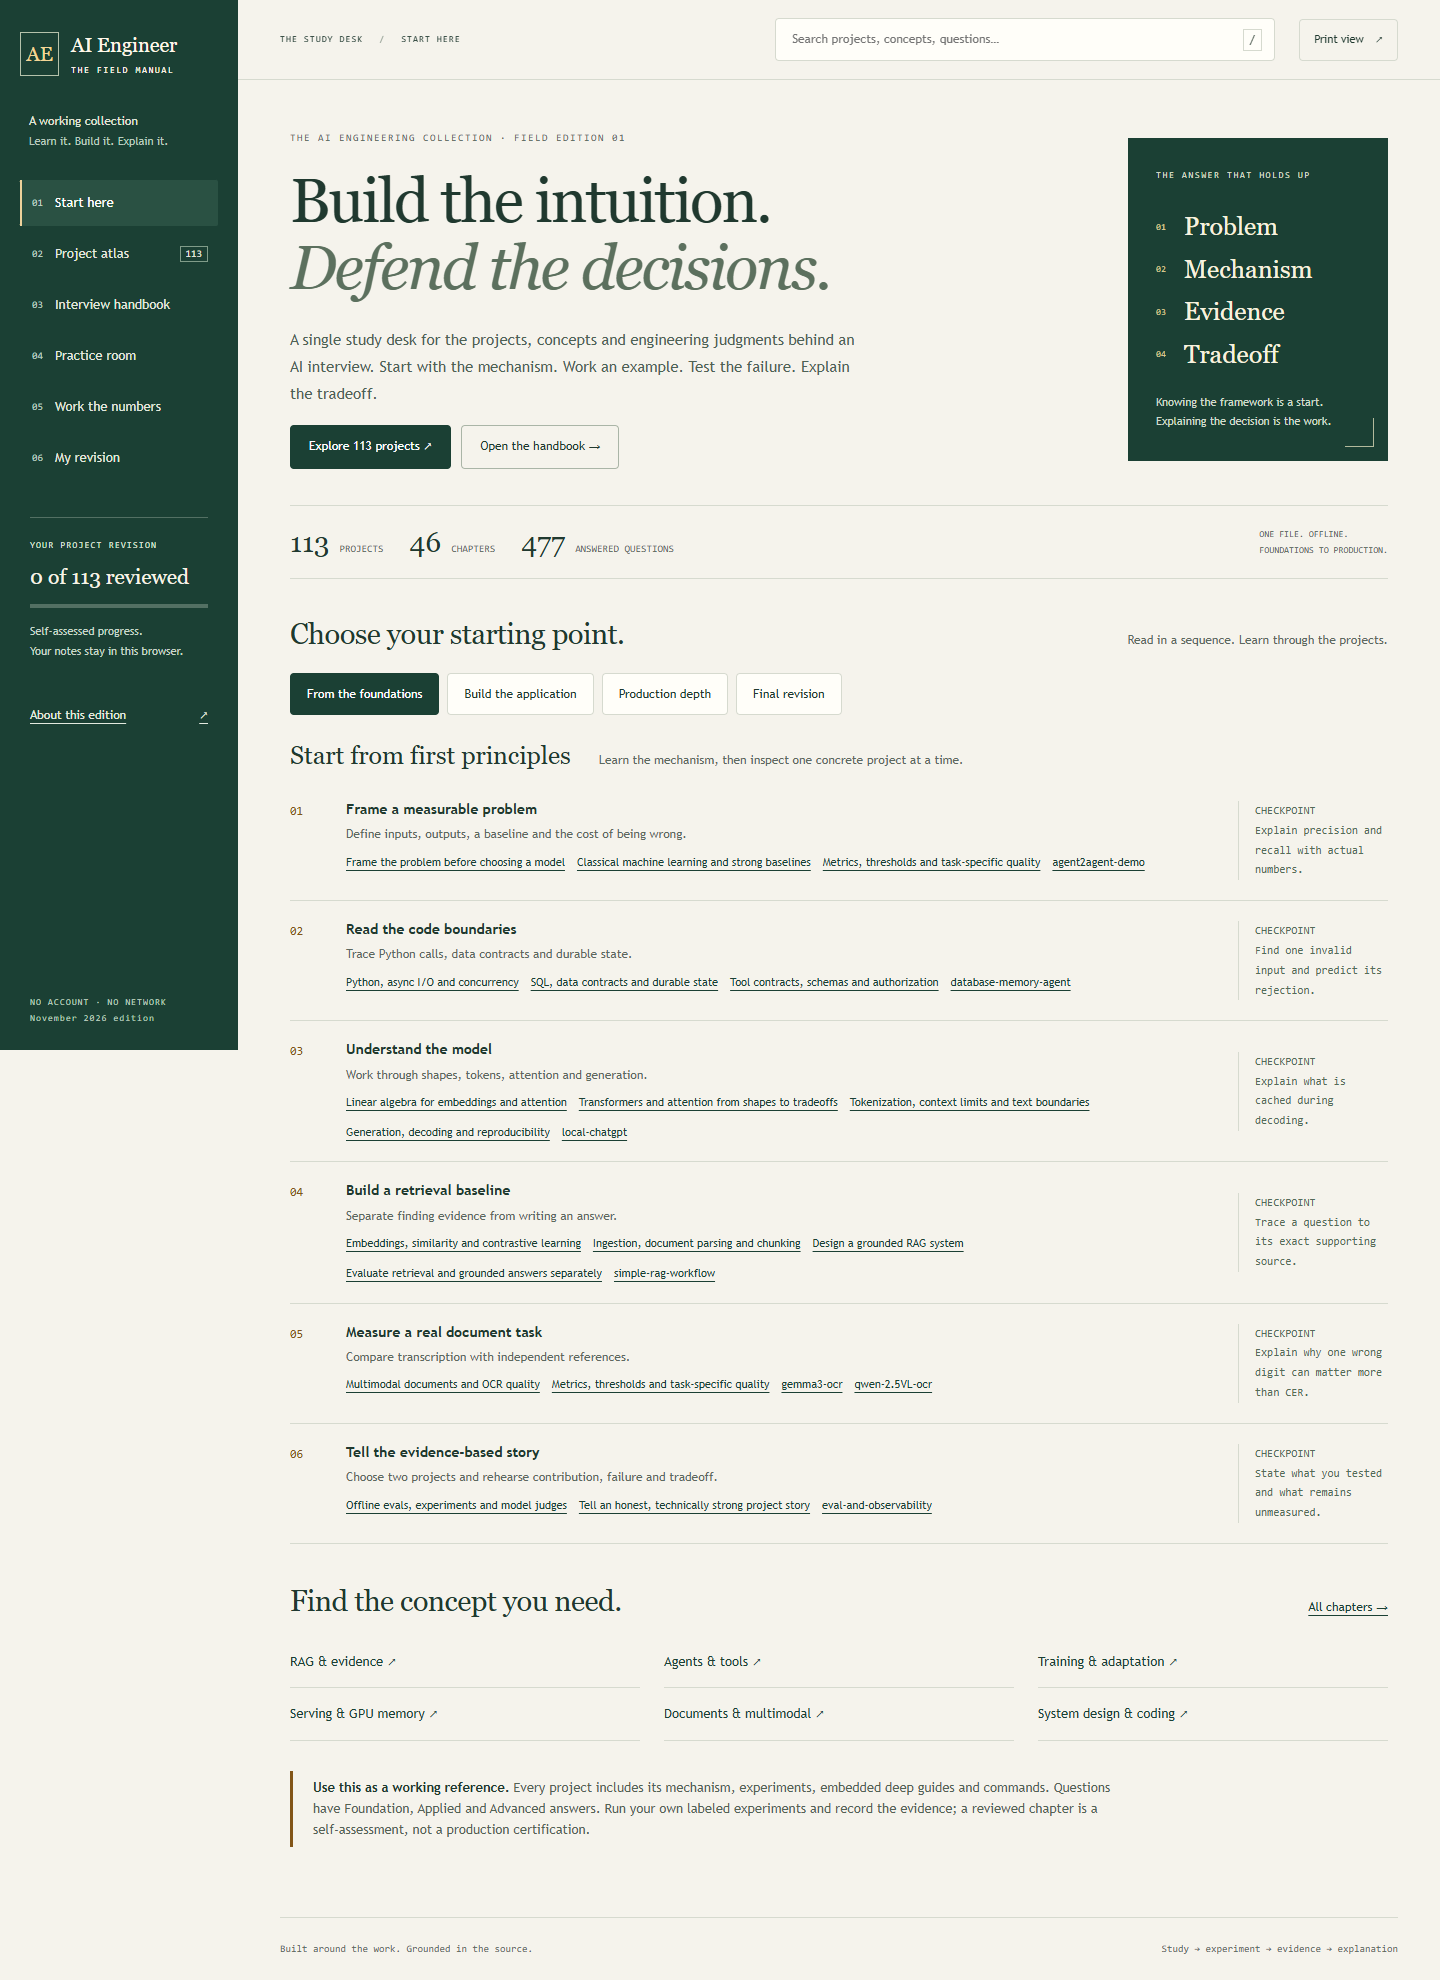 AE
AI Engineer
THE FIELD MANUAL
A working collection
Learn it. Build it. Explain it.
01 Start here
02 Project atlas 113
03 Interview handbook
04 Practice room
05 Work the numbers
06 My revision
YOUR PROJECT REVISION
0 of 113 reviewed
Self-assessed progress.
Your notes stay in this browser.
About this edition ↗
NO ACCOUNT · NO NETWORK
November 2026 edition
THE STUDY DESK / START HERE
Search projects, concepts, questions... /
Print view ↗
THE AI ENGINEERING COLLECTION · FIELD EDITION 01
Build the intuition.
Defend the decisions.
A single study desk for the projects, concepts and engineering judgments behind an
AI interview. Start with the mechanism. Work an example. Test the failure. Explain
the tradeoff.
Explore 113 projects ↗
Open the handbook →
THE ANSWER THAT HOLDS UP
01 Problem
02 Mechanism
03 Evidence
04 Tradeoff
Knowing the framework is a start.
Explaining the decision is the work.
113 PROJECTS 46 CHAPTERS 477 ANSWERED QUESTIONS
ONE FILE. OFFLINE.
FOUNDATIONS TO PRODUCTION.
Choose your starting point.
Read in a sequence. Learn through the projects.
From the foundations
Build the application
Production depth
Final revision
Start from first principles
Learn the mechanism, then inspect one concrete project at a time.
01 Frame a measurable problem
Define inputs, outputs, a baseline and the cost of being wrong.
Frame the problem before choosing a model Classical machine learning and strong baselines Metrics, thresholds and task-specific quality agent2agent-demo
CHECKPOINT
Explain precision and
recall with actual
numbers.
02 Read the code boundaries
Trace Python calls, data contracts and durable state.
Python, async I/O and concurrency SQL, data contracts and durable state Tool contracts, schemas and authorization database-memory-agent
CHECKPOINT
Find one invalid
input and predict its
rejection.
03 Understand the model
Work through shapes, tokens, attention and generation.
Linear algebra for embeddings and attention Transformers and attention from shapes to tradeoffs Tokenization, context limits and text boundaries
Generation, decoding and reproducibility local-chatgpt
CHECKPOINT
Explain what is
cached during
decoding.
04 Build a retrieval baseline
Separate finding evidence from writing an answer.
Embeddings, similarity and contrastive learning Ingestion, document parsing and chunking Design a grounded RAG system
Evaluate retrieval and grounded answers separately simple-rag-workflow
CHECKPOINT
Trace a question to
its exact supporting
source.
05 Measure a real document task
Compare transcription with independent references.
Multimodal documents and OCR quality Metrics, thresholds and task-specific quality gemma3-ocr qwen-2.5VL-ocr
CHECKPOINT
Explain why one wrong
digit can matter more
than CER.
06 Tell the evidence-based story
Choose two projects and rehearse contribution, failure and tradeoff.
Offline evals, experiments and model judges Tell an honest, technically strong project story eval-and-observability
CHECKPOINT
State what you tested
and what remains
unmeasured.
Find the concept you need.
All chapters →
RAG & evidence ↗
Agents & tools ↗
Training & adaptation ↗
Serving & GPU memory ↗
Documents & multimodal ↗
System design & coding ↗
Use this as a working reference. Every project includes its mechanism, experiments, embedded deep guides and commands. Questions
have Foundation, Applied and Advanced answers. Run your own labeled experiments and record the evidence; a reviewed chapter is a
self-assessment, not a production certification.
Built around the work. Grounded in the source.
Study → experiment → evidence → explanation